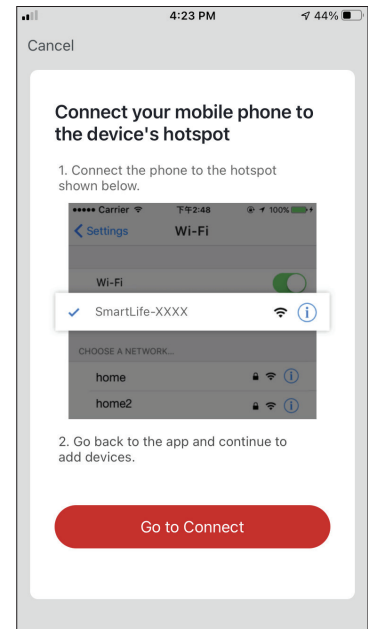 4:23 PM 44%
Cancel
Connect your mobile phone to
the device's hotspot
1. Connect the phone to the hotspot
shown below.
Carrier 下午2:48 100%
Settings Wi-Fi
Wi-Fi
SmartLife-XXXX
CHOOSE A NETWORK...
home
home2
2. Go back to the app and continue to
add devices.
Go to Connect